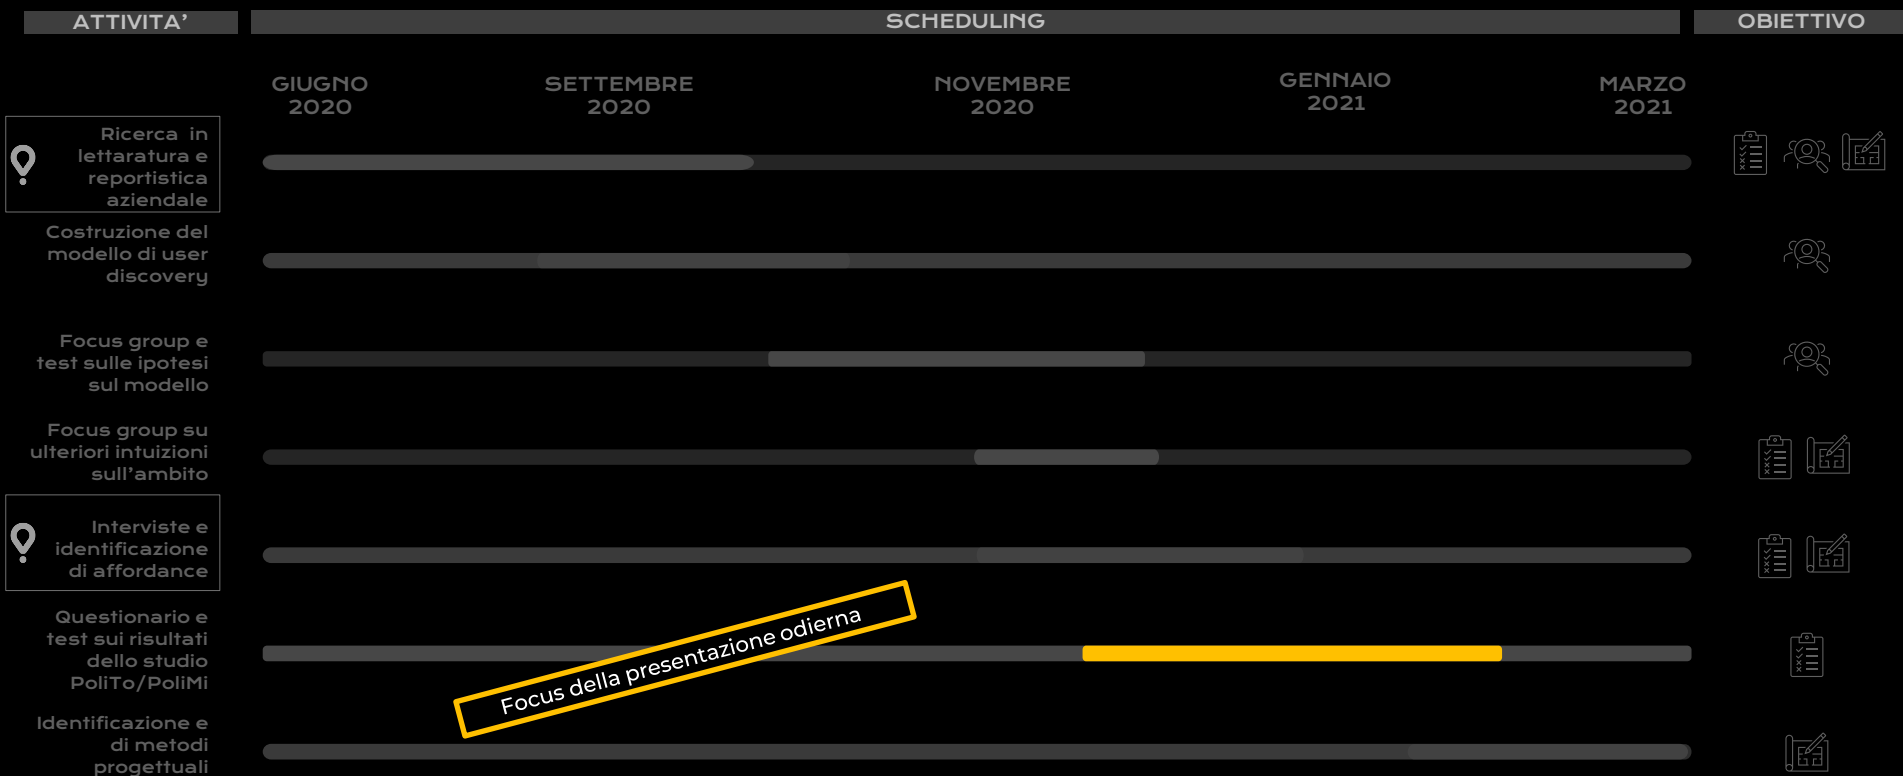 ATTIVITA’
SCHEDULING
OBIETTIVO
GIUGNO
2020
SETTEMBRE
2020
NOVEMBRE
2020
GENNAIO
2021
MARZO
2021
Ricerca in
lettaratura e
reportistica
aziendale
Costruzione del
modello di user
discovery
Focus group e
test sulle ipotesi
sul modello
Focus group su
ulteriori intuizioni
sull’ambito
Interviste e
identificazione
di affordance
Questionario e
test sui risultati
dello studio
PoliTo/PoliMi
Focus della presentazione odierna
Identificazione e
di metodi
progettuali